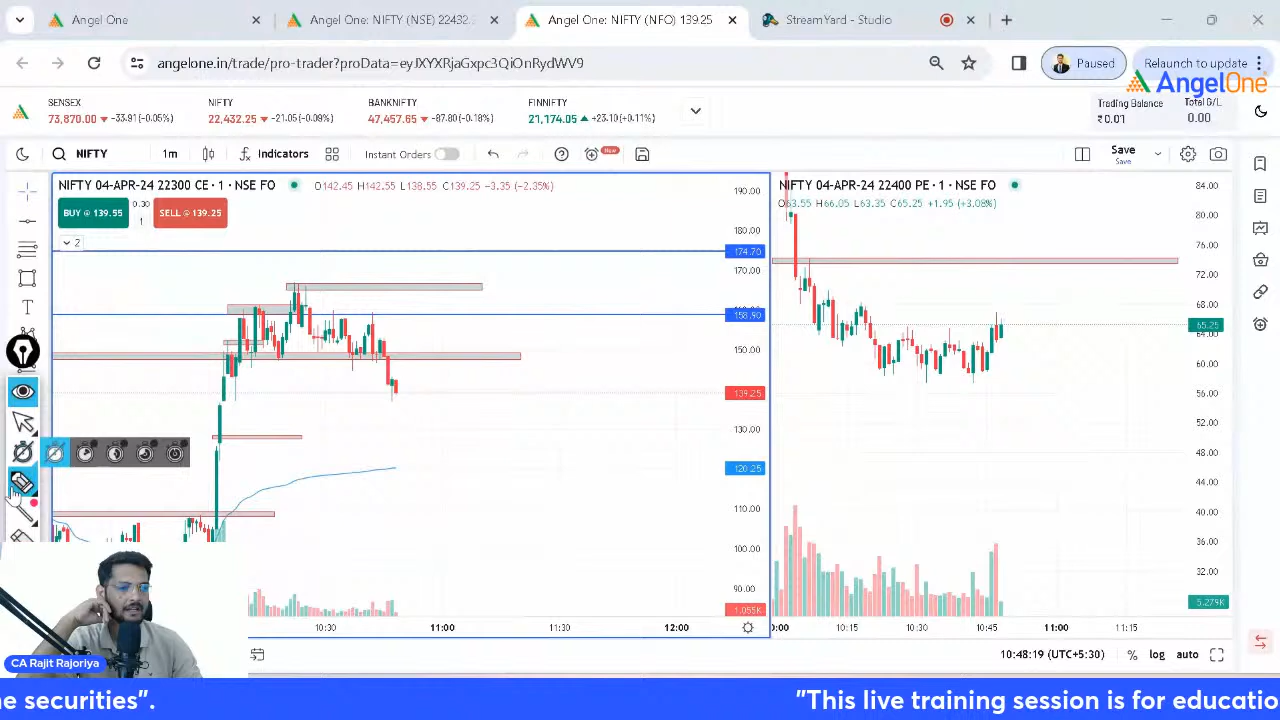 Angel One
Angel One: NIFTY (NSE) 22432.
Angel One: NIFTY (NFO) 139.25
StreamYard - Studio
angelone.in/trade/pro-trader?proData=eyJXYXRjaGxpc3QiOnRydWV9
Paused
Relaunch to update
AngelOne
SENSEX
73,870.00 -33.91(-0.05%)
NIFTY
22,432.25 -21.05(-0.09%)
BANKNIFTY
47,457.65 -87.80(-0.18%)
FINNIFTY
21,174.05 +23.10(+0.11%)
Trading Balance
₹0.01
Total G/L
0.00
NIFTY
1m
Indicators
Instant Orders
New
Save
Save
NIFTY 04-APR-24 22300 CE · 1 · NSE FO
O142.45 H142.55 L138.55 C139.25 -3.35 (-2.35%)
BUY @ 139.55
0.30
1
SELL @ 139.25
2
190.00
180.00
174.70
170.00
158.90
150.00
139.25
130.00
120.25
110.00
100.00
90.00
1.055K
10:30
11:00
11:30
12:00
NIFTY 04-APR-24 22400 PE · 1 · NSE FO
O63.55 H66.05 L63.35 C65.25 +1.95 (+3.08%)
84.00
80.00
76.00
72.00
68.00
65.25
60.00
56.00
52.00
48.00
44.00
40.00
36.00
32.00
5.279K
10:15
10:30
10:45
11:00
11:15
10:48:19 (UTC+5:30)
%
log
auto
CA Rajit Rajoriya
e securities".
"This live training session is for educatio